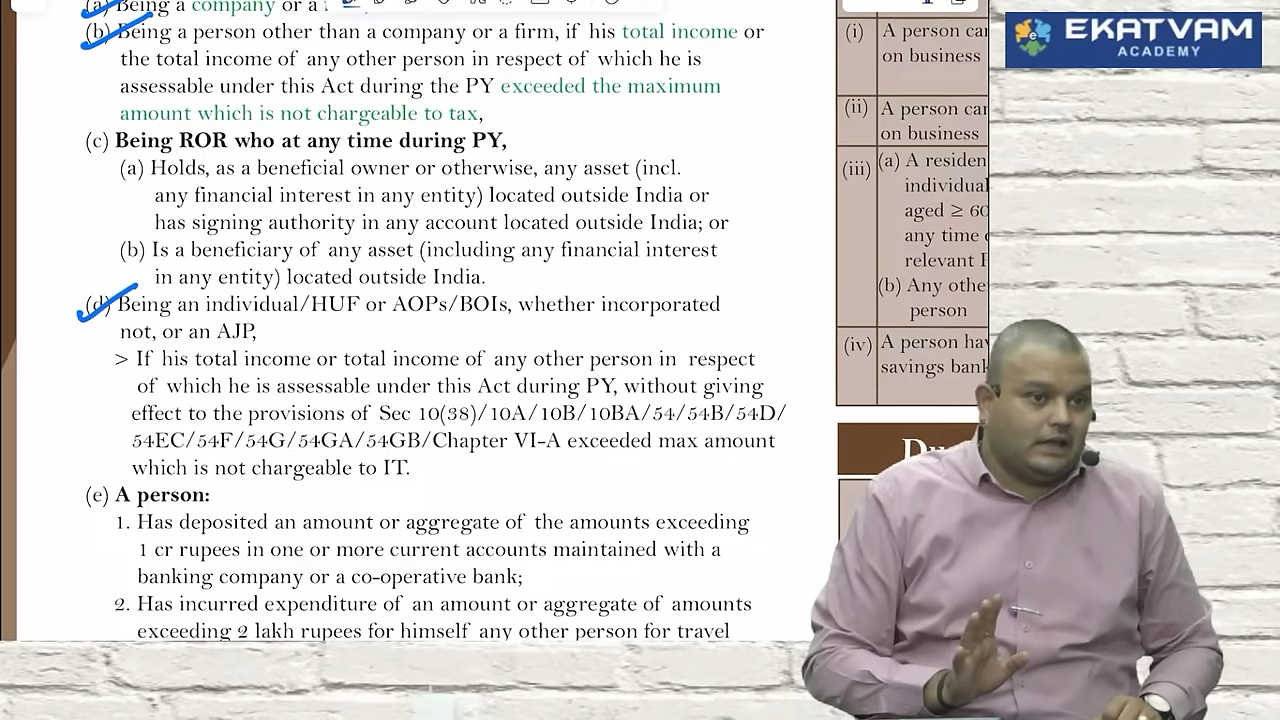 (a) Being a company or a
(b) Being a person other than a company or a firm, if his total income or
the total income of any other person in respect of which he is
assessable under this Act during the PY exceeded the maximum
amount which is not chargeable to tax,
(c) Being ROR who at any time during PY,
(a) Holds, as a beneficial owner or otherwise, any asset (incl.
any financial interest in any entity) located outside India or
has signing authority in any account located outside India; or
(b) Is a beneficiary of any asset (including any financial interest
in any entity) located outside India.
(d) Being an individual/HUF or AOPs/BOIs, whether incorporated
not, or an AJP,
> If his total income or total income of any other person in respect
of which he is assessable under this Act during PY, without giving
effect to the provisions of Sec 10(38)/10A/10B/10BA/54/54B/54D/
54EC/54F/54G/54GA/54GB/Chapter VI-A exceeded max amount
which is not chargeable to IT.
(e) A person:
1. Has deposited an amount or aggregate of the amounts exceeding
1 cr rupees in one or more current accounts maintained with a
banking company or a co-operative bank;
2. Has incurred expenditure of an amount or aggregate of amounts
exceeding 2 lakh rupees for himself any other person for travel
(i) A person car
on business
(ii) A person car
on business
(iii) (a) A residen
individual
aged ≥ 60
any time
relevant
(b) Any othe
person
(iv) A person hav
savings bank
EKATVAM
ACADEMY